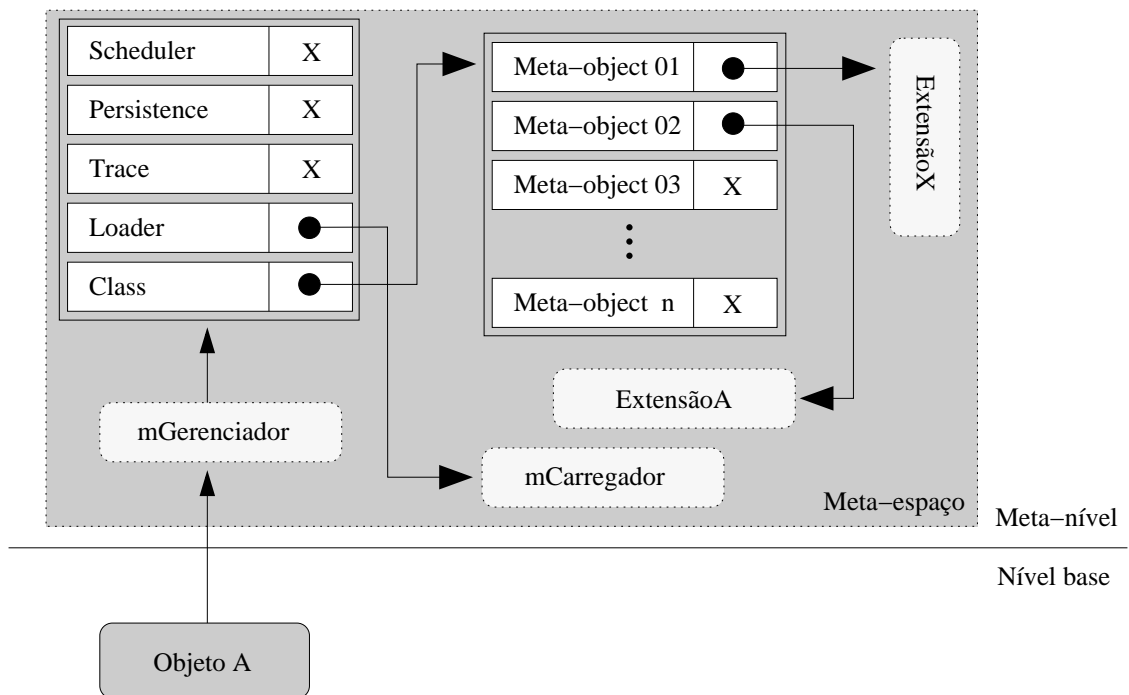 Scheduler X
Persistence X
Trace X
Loader
Class
Meta−object 01
Meta−object 02
Meta−object 03 X
Meta−object n X
ExtensãoX
ExtensãoA
mGerenciador
mCarregador
Meta−espaço
Meta−nível
Nível base
Objeto A